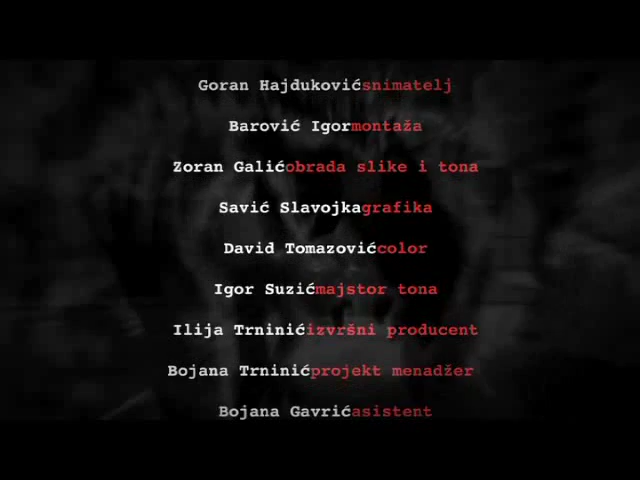 Goran Hajdukovićsnimatelj
Barović Igormontaža
Zoran Galićobrada slike i tona
Savić Slavojkagrafika
David Tomazovićcolor
Igor Suzićmajstor tona
Ilija Trninićizvršni producent
Bojana Trninićprojekt menadžer
Bojana Gavrićasistent